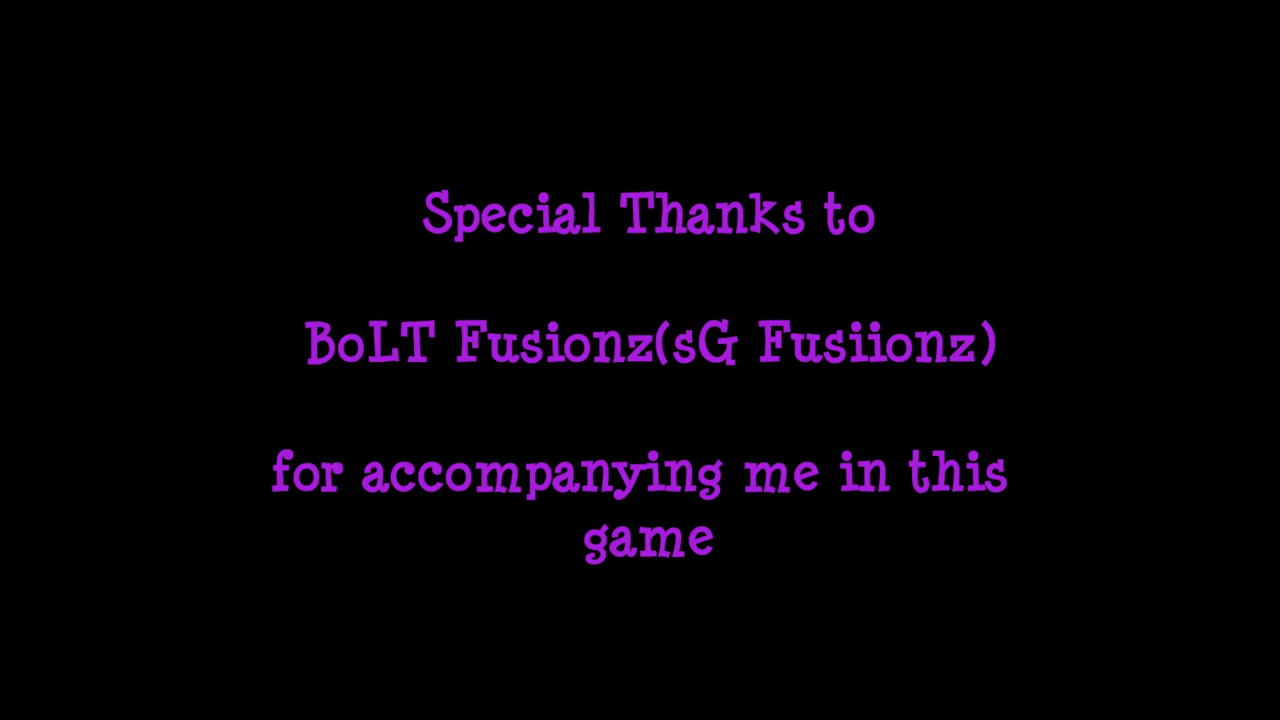 Special Thanks to
BoLT Fusionz(sG Fusiionz)
for accompanying me in this
game